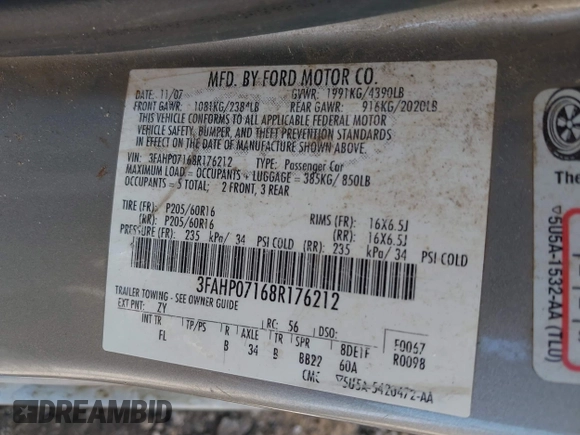 MFD. BY FORD MOTOR CO.
DATE: 11/07 GVWR: 1991KG/4390LB
FRONT GAWR: 1081KG/2384LB REAR GAWR: 916KG/2020LB
THIS VEHICLE CONFORMS TO ALL APPLICABLE FEDERAL MOTOR
VEHICLE SAFETY, BUMPER, AND THEFT PREVENTION STANDARDS
IN EFFECT ON THE DATE OF MANUFACTURE SHOWN ABOVE.
VIN: 3FAHP07168R176212 TYPE: Passenger Car
MAXIMUM LOAD = OCCUPANTS + LUGGAGE = 385KG/850LB
OCCUPANTS = 5 TOTAL: 2 FRONT, 3 REAR
TIRE (FR): P205/60R16 RIMS (FR): 16X6.5J
(RR): P205/60R16 (RR): 16X6.5J
PRESSURE (FR): 235 kPa/ 34 PSI COLD (RR): 235 kPa/ 34 PSI COLD
3FAHP07168R176212
TRAILER TOWING - SEE OWNER GUIDE
EXT PNT: ZY RC: 56 DSO:
INT TR TP/PS R AXLE TR SPR 8DE1F F0067
FL B 34 B BB22 60A R0098
5U5A-5420472-AA
The
5U5A-1532-AA (TLU)
DREAMBID